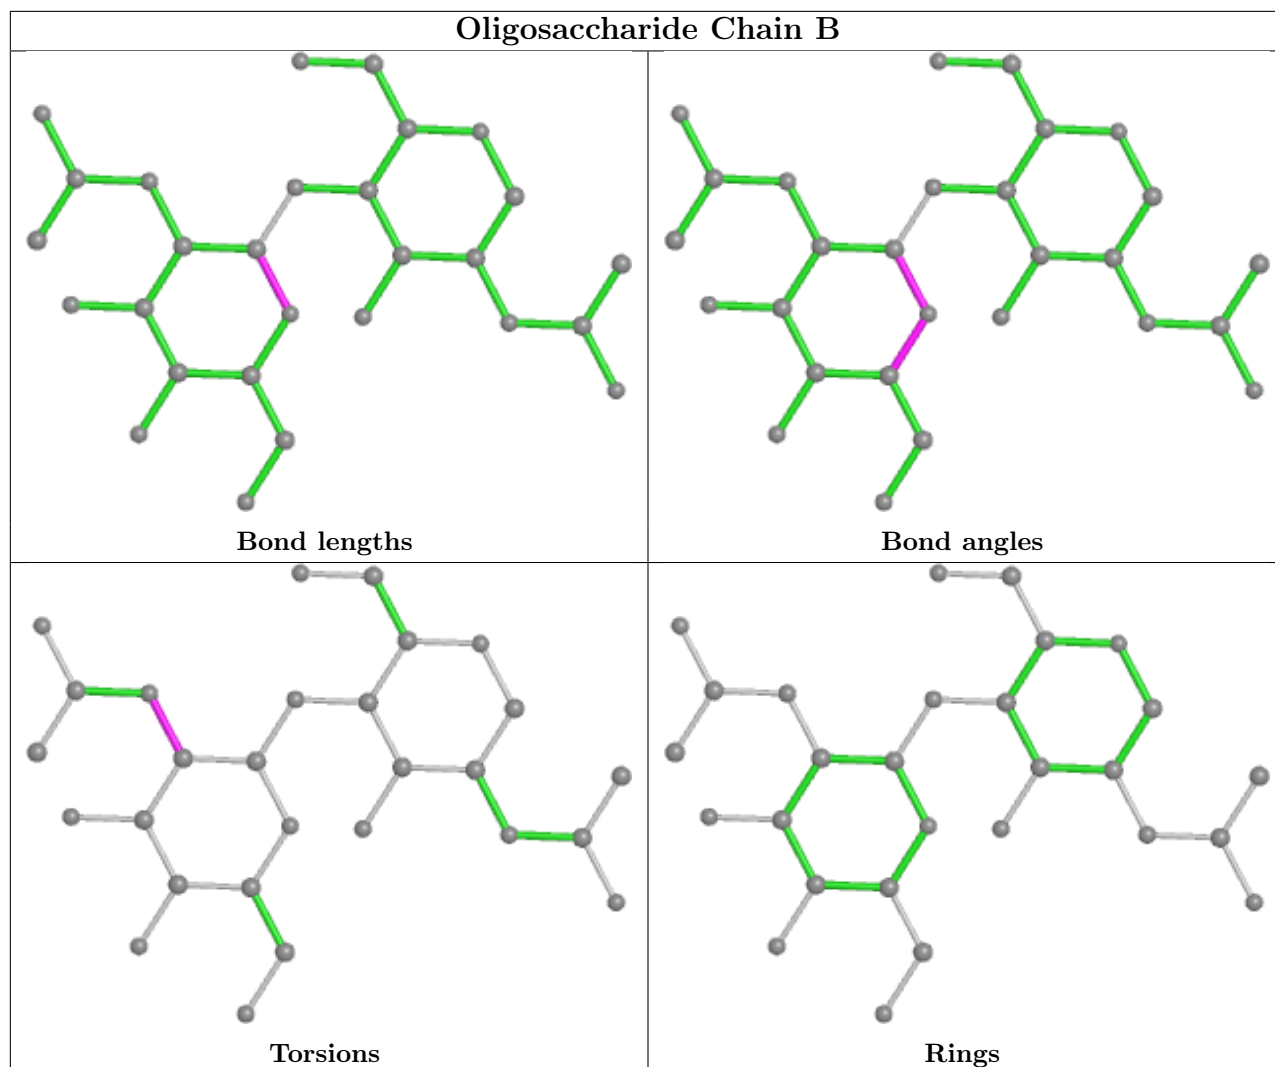 Oligosaccharide Chain B
Bond lengths
Bond angles
Torsions
Rings